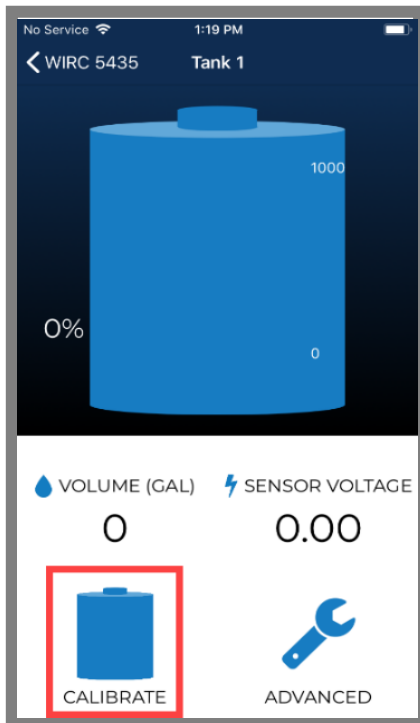 No Service 1:19 PM
WIRC 5435 Tank 1
1000
0%
0
VOLUME (GAL) SENSOR VOLTAGE
0 0.00
CALIBRATE ADVANCED